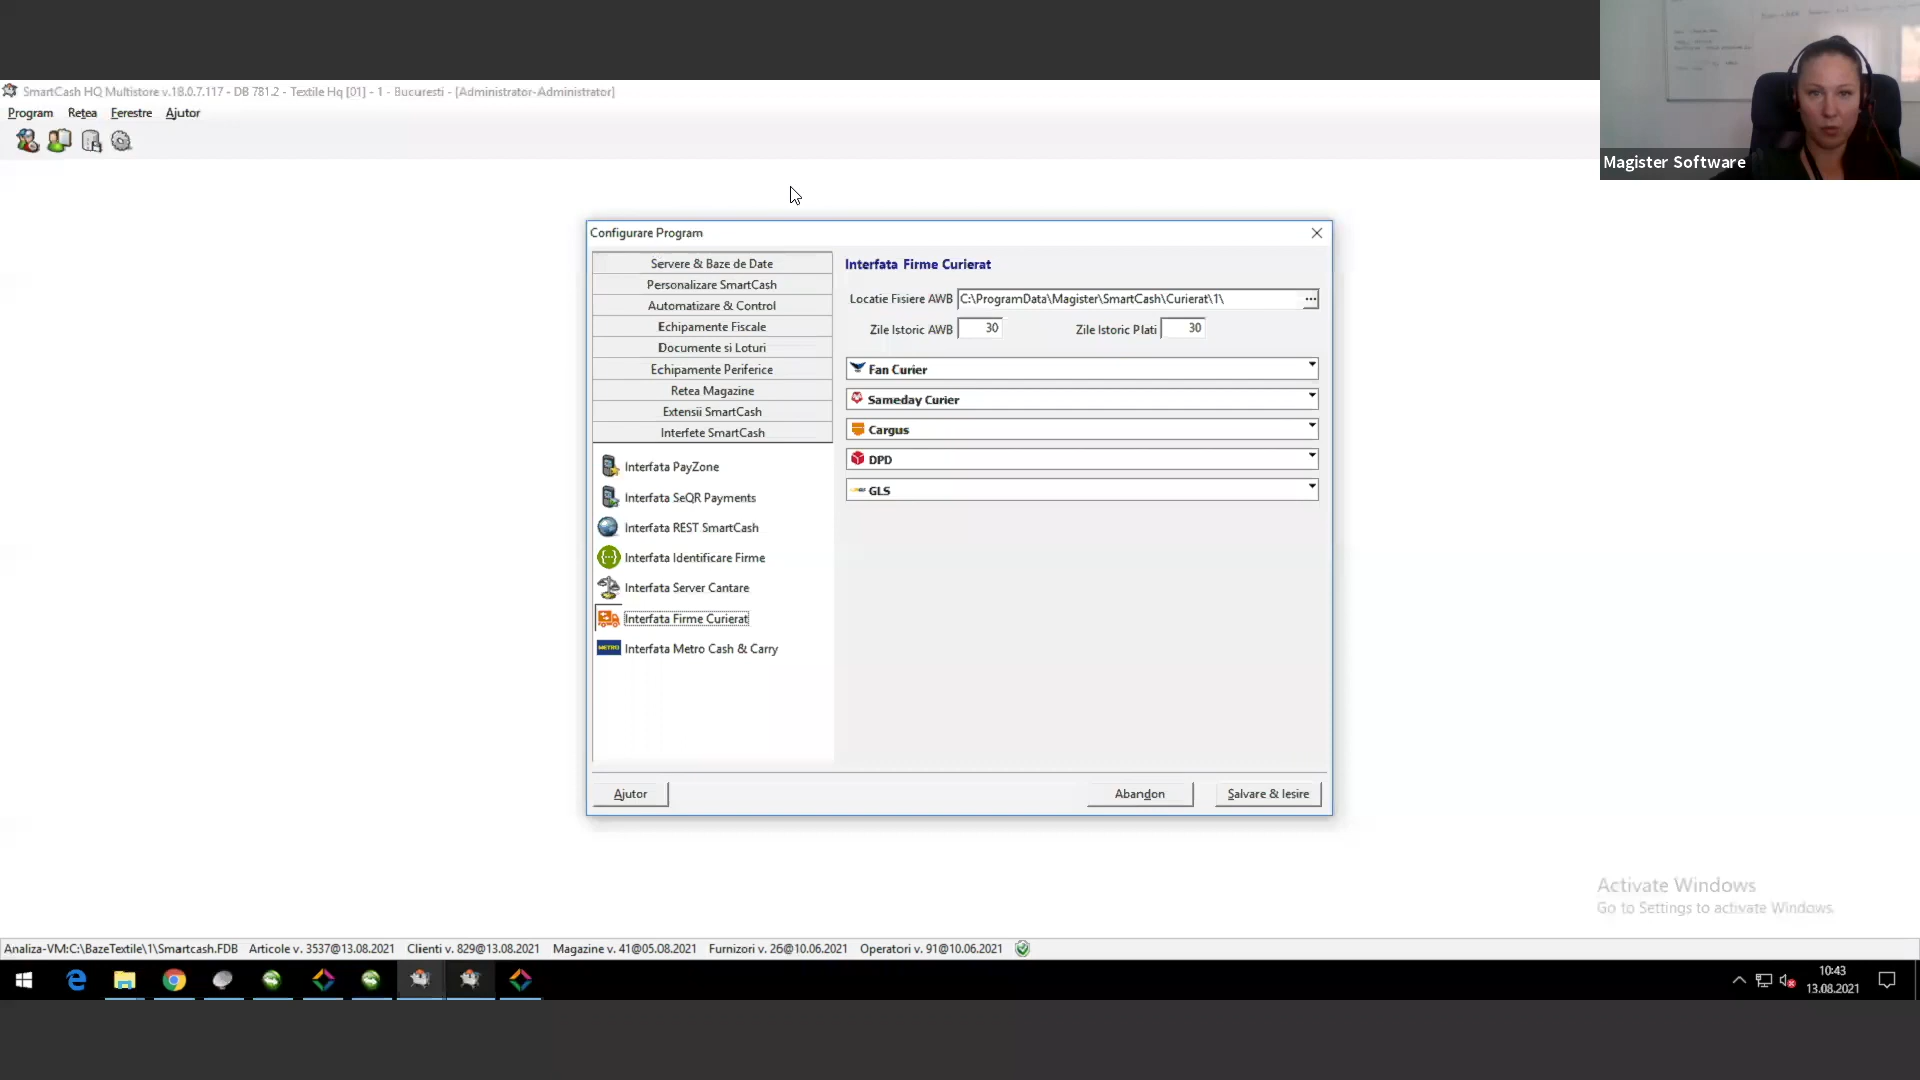 SmartCash HQ Multistore v.18.0.7.117 - DB 781.2 - Textile Hq [01] - 1 - Bucuresti - [Administrator-Administrator]
Program Retea Ferestre Ajutor
Magister Software
Configurare Program
Servere & Baze de Date
Personalizare SmartCash
Automatizare & Control
Echipamente Fiscale
Documente si Loturi
Echipamente Periferice
Retea Magazine
Extensii SmartCash
Interfete SmartCash
Interfata PayZone
Interfata SeQR Payments
Interfata REST SmartCash
Interfata Identificare Firme
Interfata Server Cantare
Interfata Firme Curierat
METRO Interfata Metro Cash & Carry
Interfata Firme Curierat
Locatie Fisiere AWB C:\ProgramData\Magister\SmartCash\Curierat\1\ ...
Zile Istoric AWB 30 Zile Istoric Plati 30
Fan Curier
Sameday Curier
Cargus
DPD
GLS
Ajutor Abandon Salvare & Iesire
Activate Windows
Go to Settings to activate Windows.
Analiza-VM:C:\BazeTextile\1\Smartcash.FDB Articole v. 3537@13.08.2021 Clienti v. 829@13.08.2021 Magazine v. 41@05.08.2021 Furnizori v. 26@10.06.2021 Operatori v. 91@10.06.2021
10:43
13.08.2021